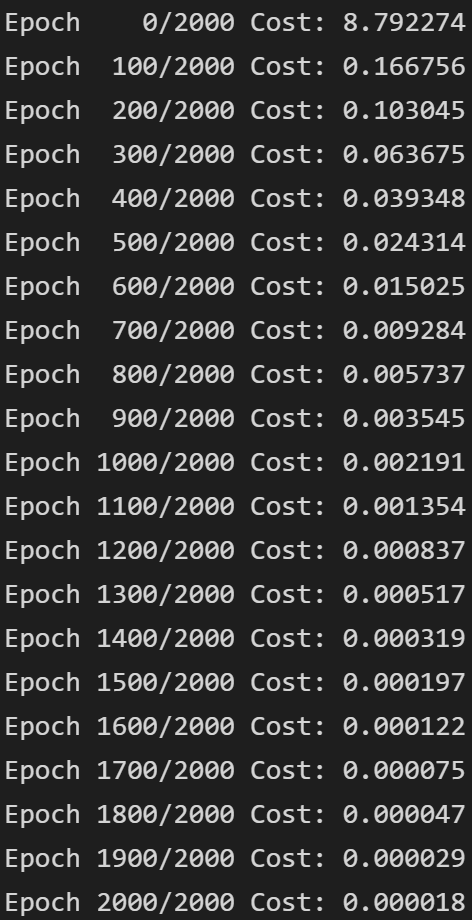 Epoch    0/2000 Cost: 8.792274
Epoch  100/2000 Cost: 0.166756
Epoch  200/2000 Cost: 0.103045
Epoch  300/2000 Cost: 0.063675
Epoch  400/2000 Cost: 0.039348
Epoch  500/2000 Cost: 0.024314
Epoch  600/2000 Cost: 0.015025
Epoch  700/2000 Cost: 0.009284
Epoch  800/2000 Cost: 0.005737
Epoch  900/2000 Cost: 0.003545
Epoch 1000/2000 Cost: 0.002191
Epoch 1100/2000 Cost: 0.001354
Epoch 1200/2000 Cost: 0.000837
Epoch 1300/2000 Cost: 0.000517
Epoch 1400/2000 Cost: 0.000319
Epoch 1500/2000 Cost: 0.000197
Epoch 1600/2000 Cost: 0.000122
Epoch 1700/2000 Cost: 0.000075
Epoch 1800/2000 Cost: 0.000047
Epoch 1900/2000 Cost: 0.000029
Epoch 2000/2000 Cost: 0.000018